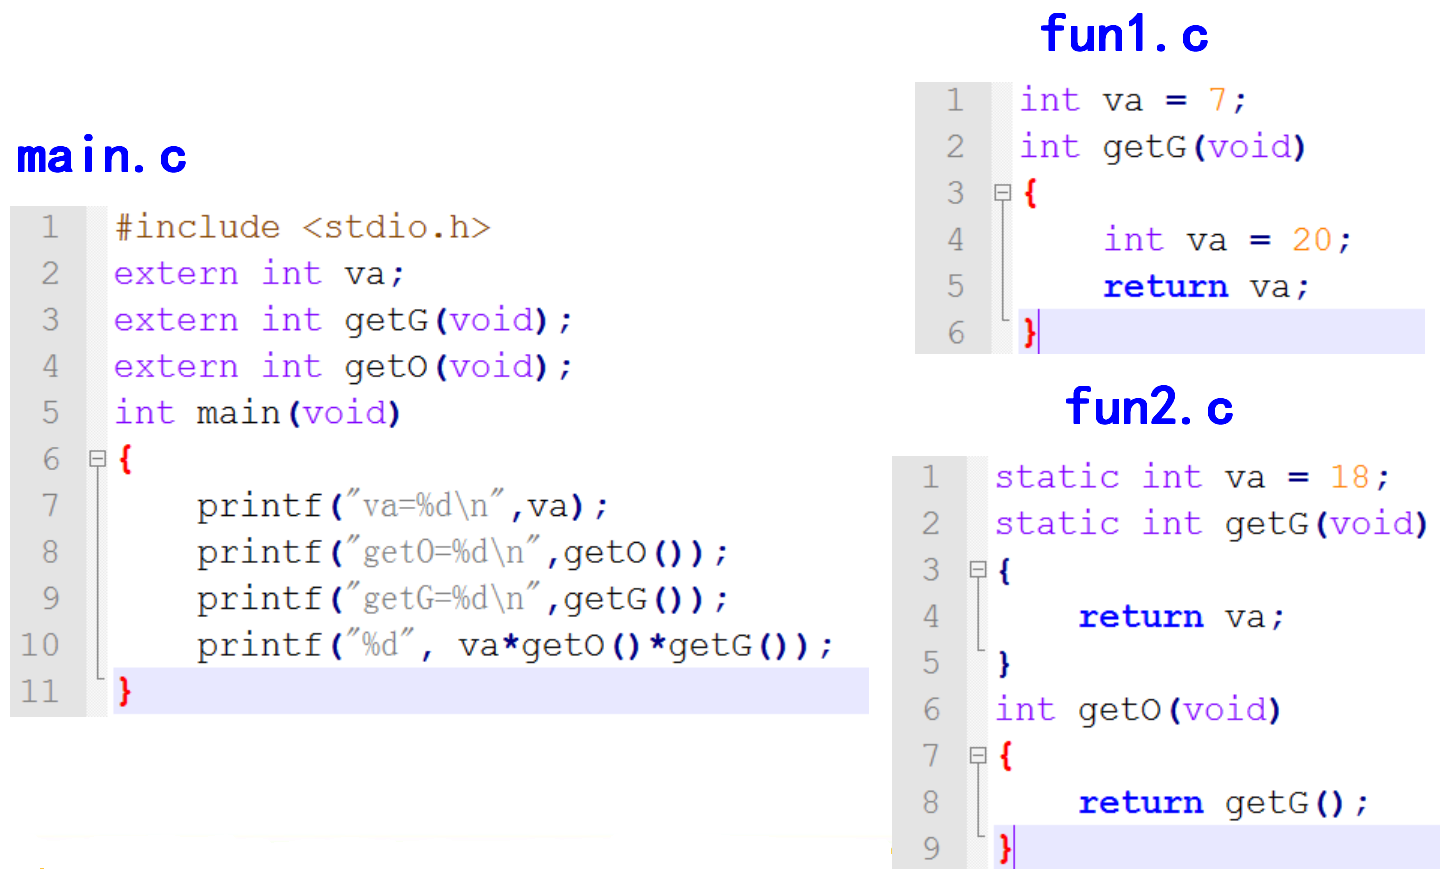 main.c
1 #include <stdio.h>
2 extern int va;
3 extern int getG(void);
4 extern int getO(void);
5 int main(void)
6 {
7 printf("va=%d\n",va);
8 printf("getO=%d\n",getO());
9 printf("getG=%d\n",getG());
10 printf("%d", va*getO()*getG());
11 }
fun1.c
1 int va = 7;
2 int getG(void)
3 {
4 int va = 20;
5 return va;
6 }
fun2.c
1 static int va = 18;
2 static int getG(void)
3 {
4 return va;
5 }
6 int getO(void)
7 {
8 return getG();
9 }